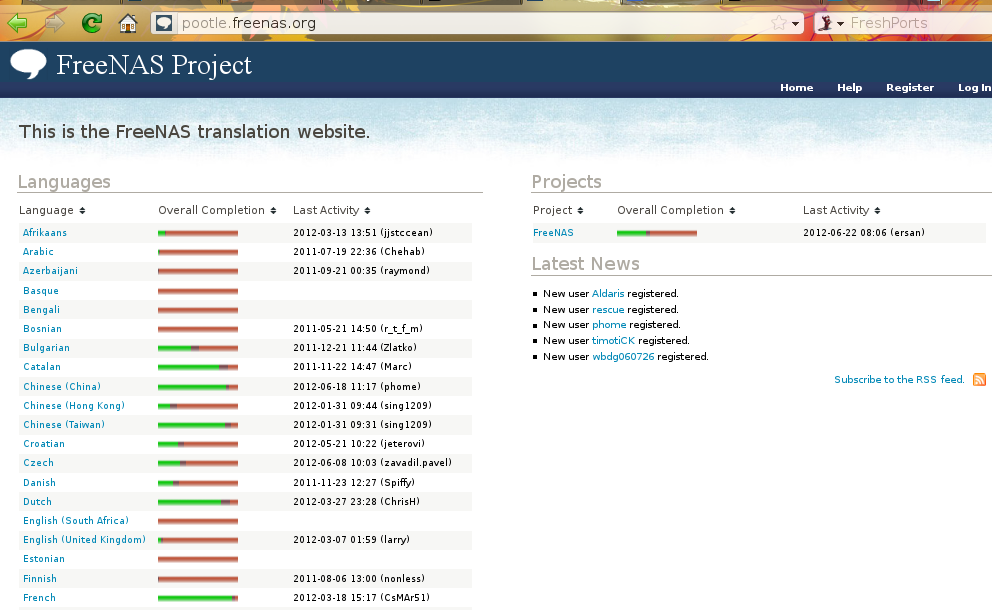 pootle.freenas.org
FreshPorts
FreeNAS Project
Home Help Register Log In
This is the FreeNAS translation website.
Languages
Language Overall Completion Last Activity
Afrikaans 2012-03-13 13:51 (jjstccean)
Arabic 2011-07-19 22:36 (Chehab)
Azerbaijani 2011-09-21 00:35 (raymond)
Basque
Bengali
Bosnian 2011-05-21 14:50 (r_t_f_m)
Bulgarian 2011-12-21 11:44 (Zlatko)
Catalan 2011-11-22 14:47 (Marc)
Chinese (China) 2012-06-18 11:17 (phome)
Chinese (Hong Kong) 2012-01-31 09:44 (sing1209)
Chinese (Taiwan) 2012-01-31 09:31 (sing1209)
Croatian 2012-05-21 10:22 (jeterovi)
Czech 2012-06-08 10:03 (zavadil.pavel)
Danish 2011-11-23 12:27 (Spiffy)
Dutch 2012-03-27 23:28 (ChrisH)
English (South Africa)
English (United Kingdom) 2012-03-07 01:59 (larry)
Estonian
Finnish 2011-08-06 13:00 (nonless)
French 2012-03-18 15:17 (CsMAr51)
Projects
Project Overall Completion Last Activity
FreeNAS 2012-06-22 08:06 (ersan)
Latest News
New user Aldaris registered.
New user rescue registered.
New user phome registered.
New user timotiCK registered.
New user wbdg060726 registered.
Subscribe to the RSS feed.